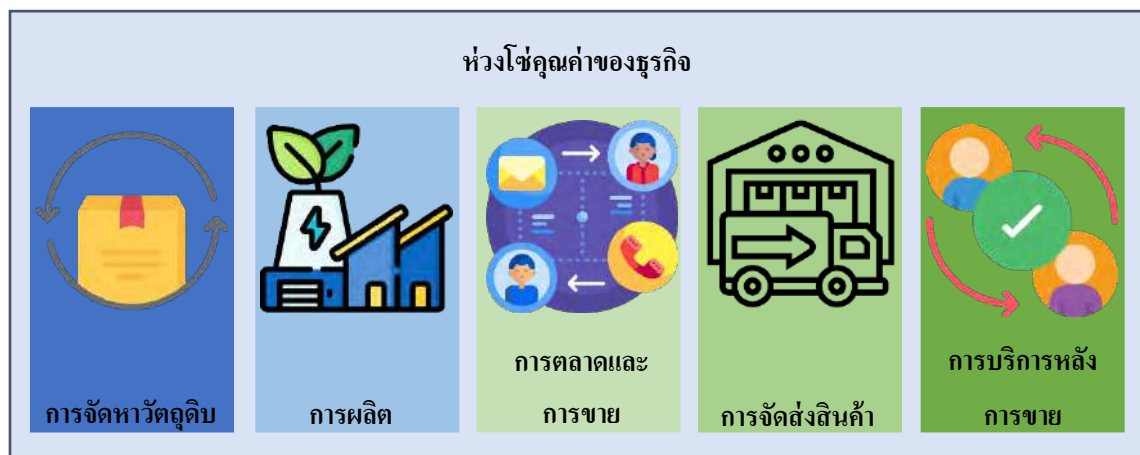 ห่วงโซ่คุณค่าของธุรกิจ
การจัดหาวัตถุดิบ
การผลิต
การตลาดและ
การขาย
การจัดส่งสินค้า
การบริการหลัง
การขาย